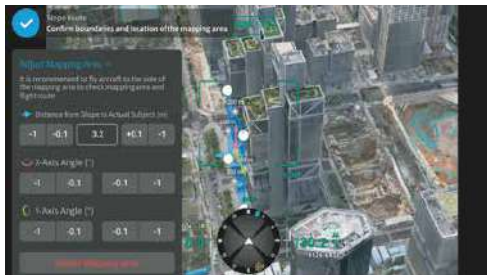 Slope Route
Confirm boundaries and location of the mapping area
Adjust Mapping Area
It is recommended to fly aircraft to the side of
the mapping area to check mapping area and
flight route
Distance from Slope to Actual Subject (m)
-1 -0.1 3.2 +0.1 -1
X-Axis Angle (°)
-1 -0.1 -0.1 -1
Y-Axis Angle (°)
-1 -0.1 -0.1 -1